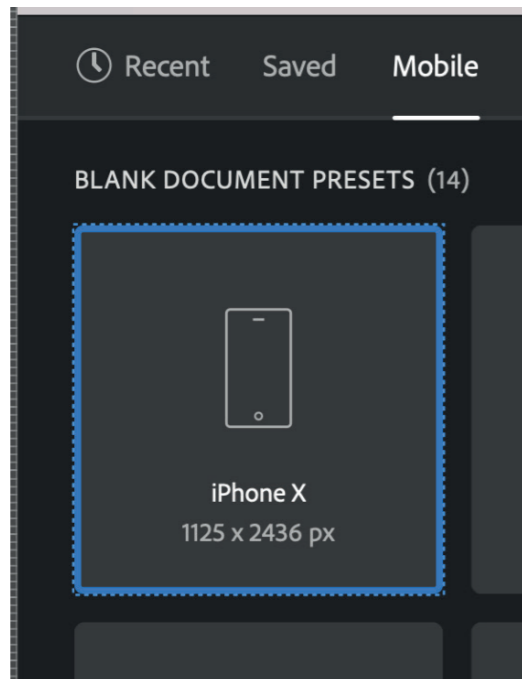 Recent Saved Mobile
BLANK DOCUMENT PRESETS (14)
iPhone X
1125 x 2436 px